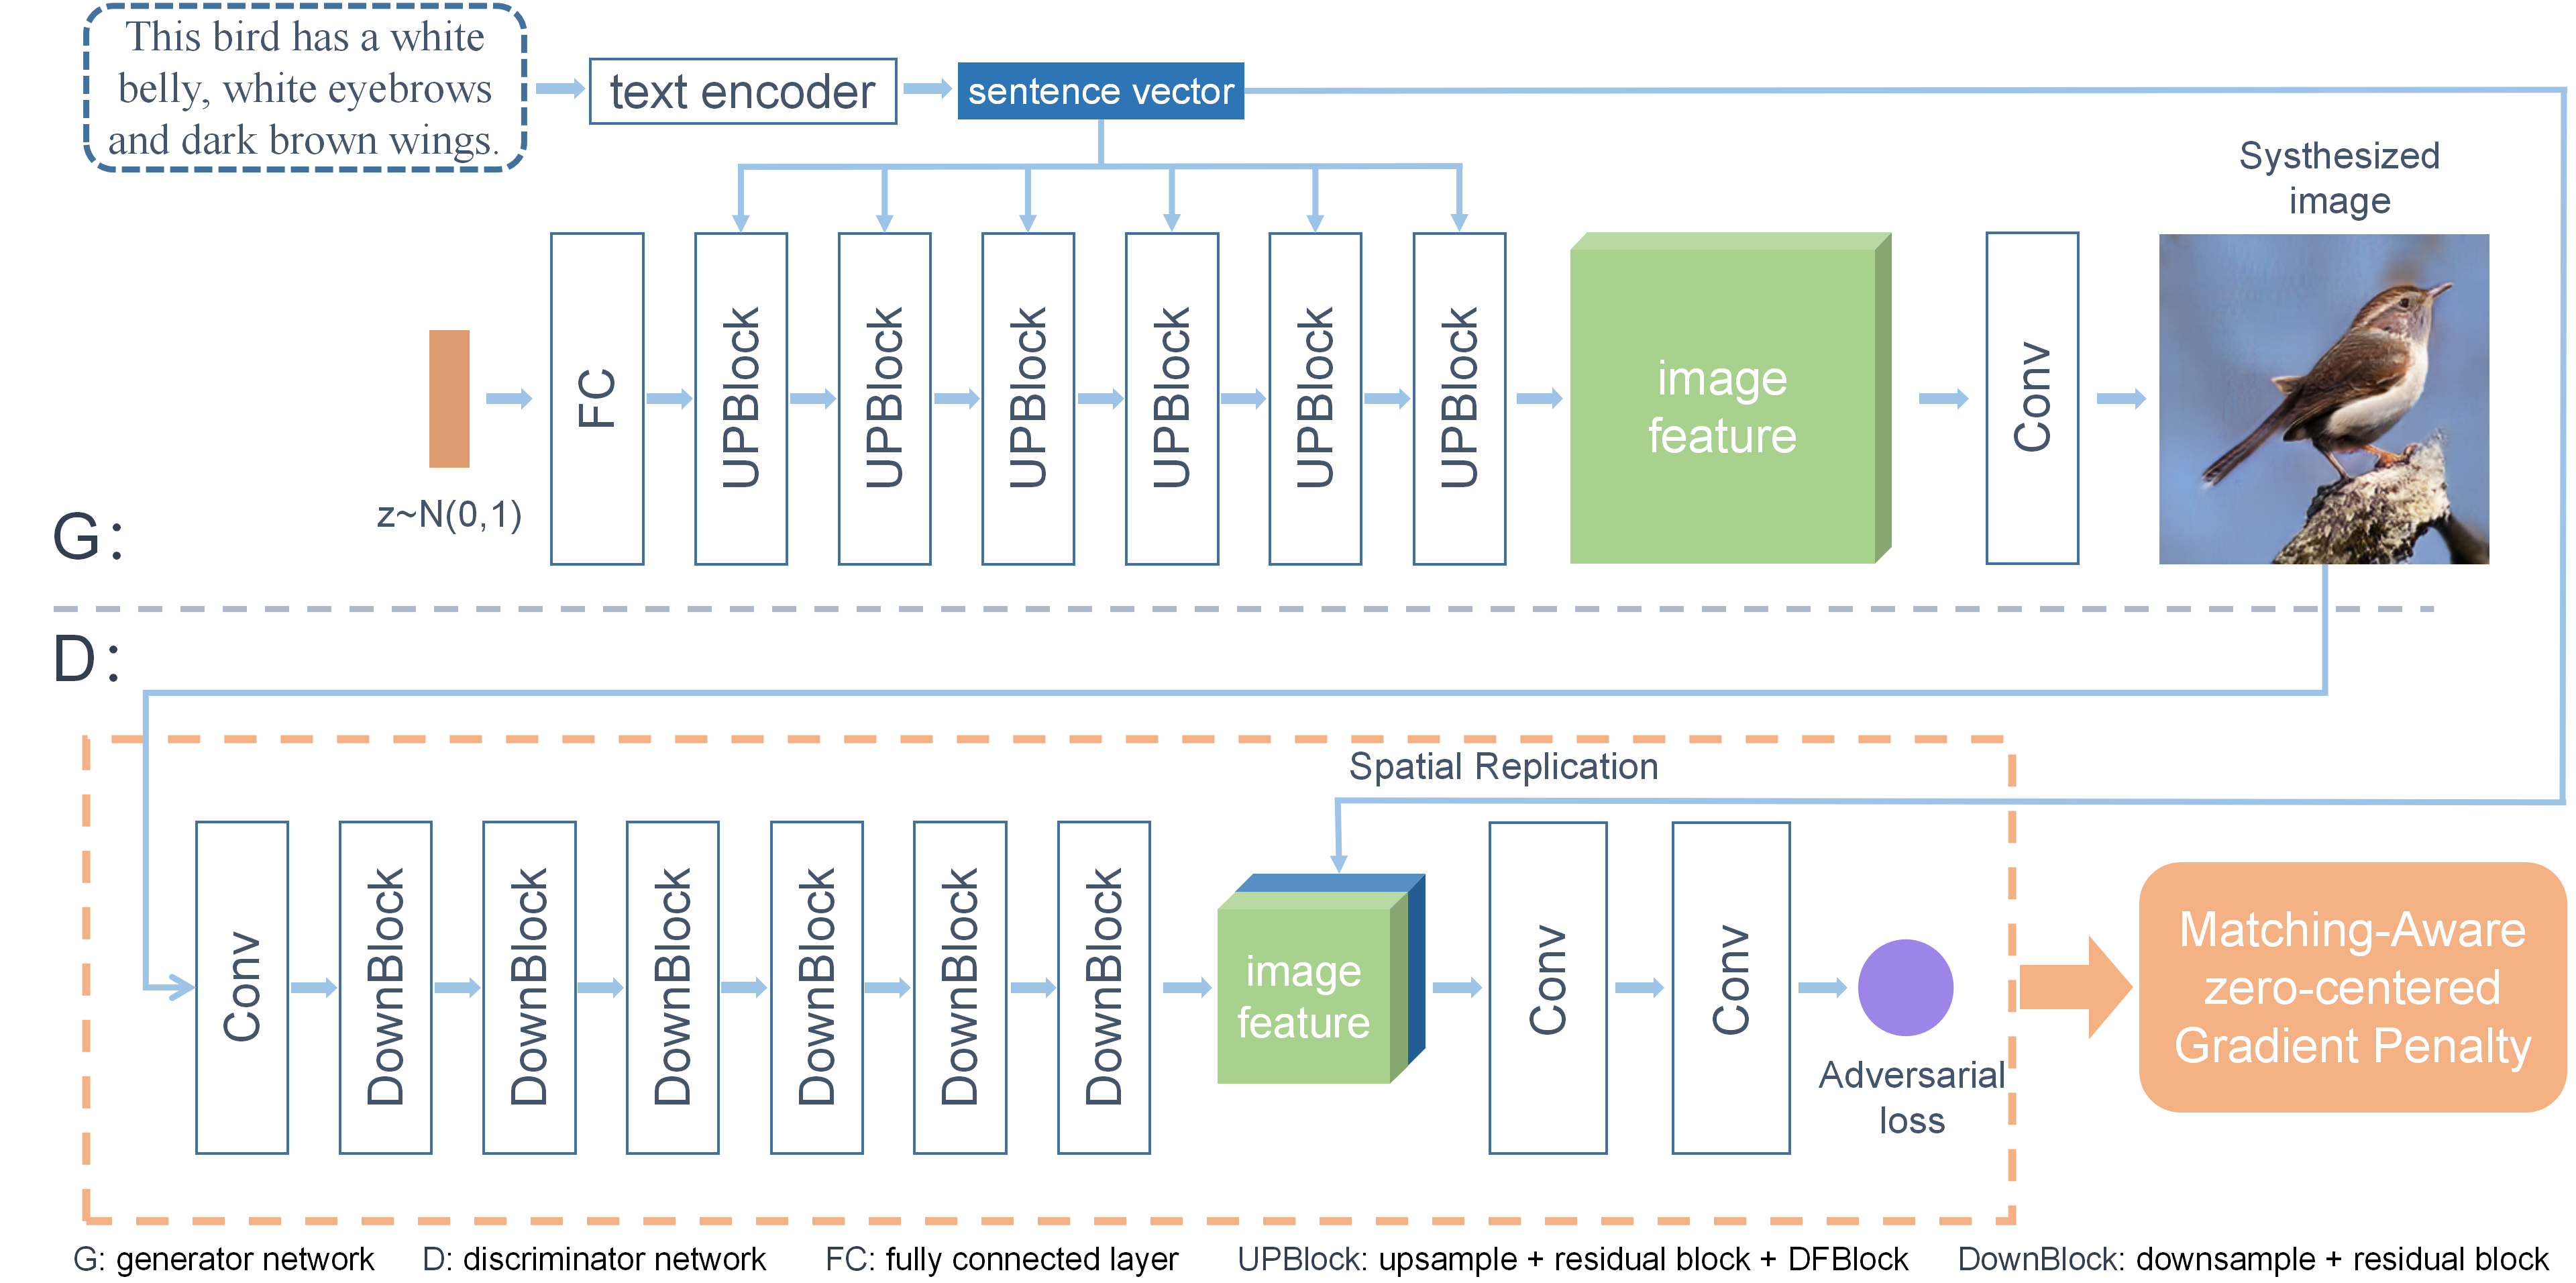 This bird has a white
belly, white eyebrows
and dark brown wings.
text encoder
sentence vector
Systhesized
image
FC
UPBlock
UPBlock
UPBlock
UPBlock
UPBlock
UPBlock
image
feature
Conv
z~N(0,1)
G:
D:
Spatial Replication
Conv
DownBlock
DownBlock
DownBlock
DownBlock
DownBlock
DownBlock
image
feature
Conv
Conv
Adversarial
loss
Matching-Aware
zero-centered
Gradient Penalty
G: generator network D: discriminator network FC: fully connected layer UPBlock: upsample + residual block + DFBlock DownBlock: downsample + residual block